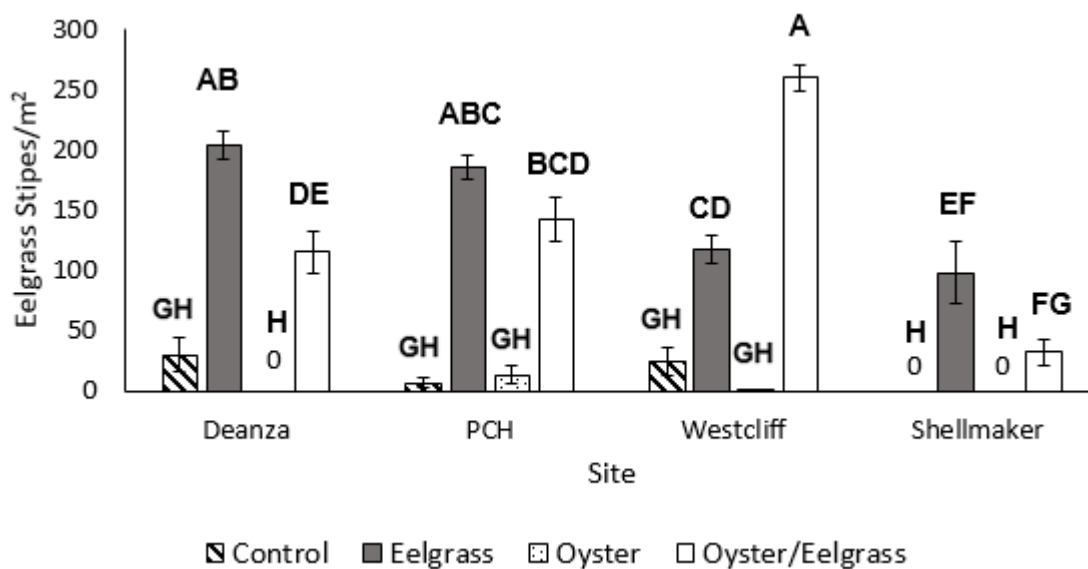 300
250
200
150
100
50
0
Eelgrass Stipes/m²
GH
AB
H
0
DE
GH
ABC
GH
BCD
GH
CD
GH
A
H
0
EF
H
0
FG
Deanza PCH Westcliff Shellmaker
Site
Control Eelgrass Oyster Oyster/Eelgrass